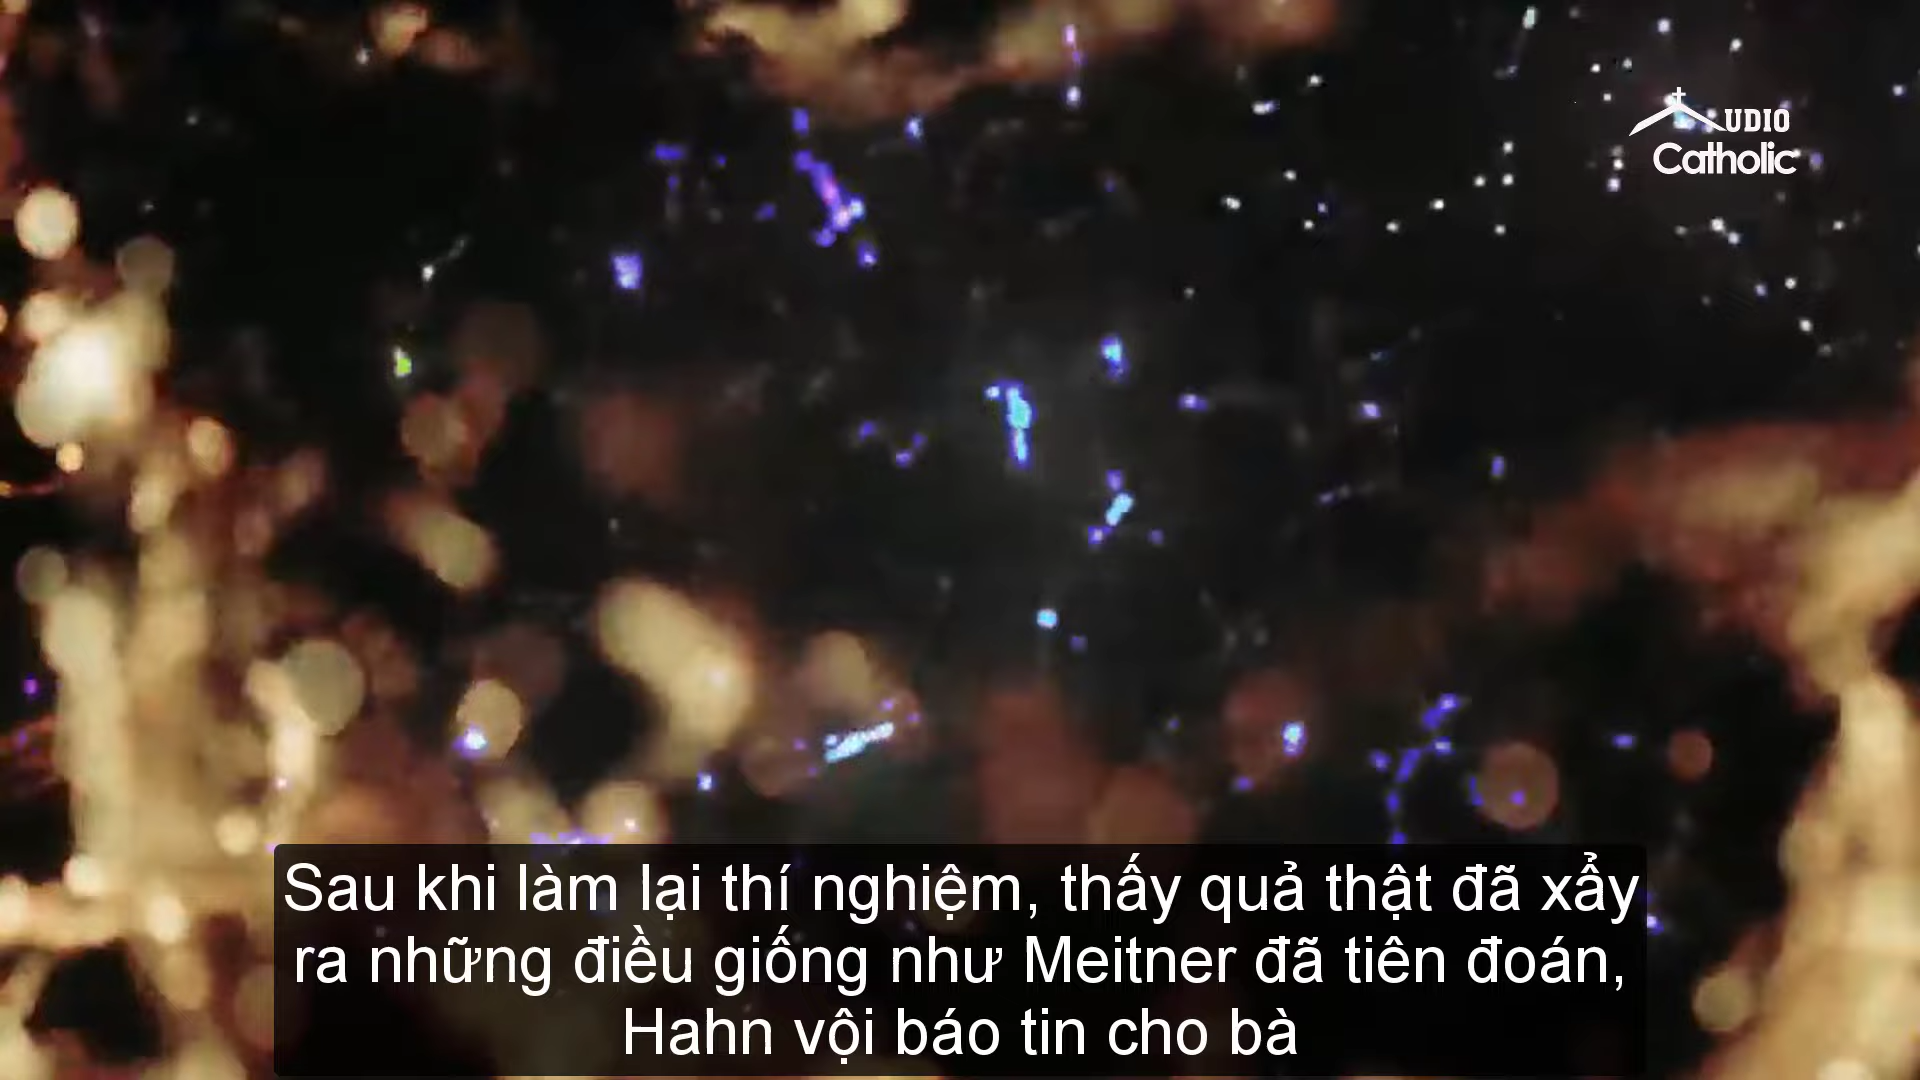 UDIO
Catholic
Sau khi làm lại thí nghiệm, thấy quả thật đã xẩy
ra những điều giống như Meitner đã tiên đoán,
Hahn vội báo tin cho bà